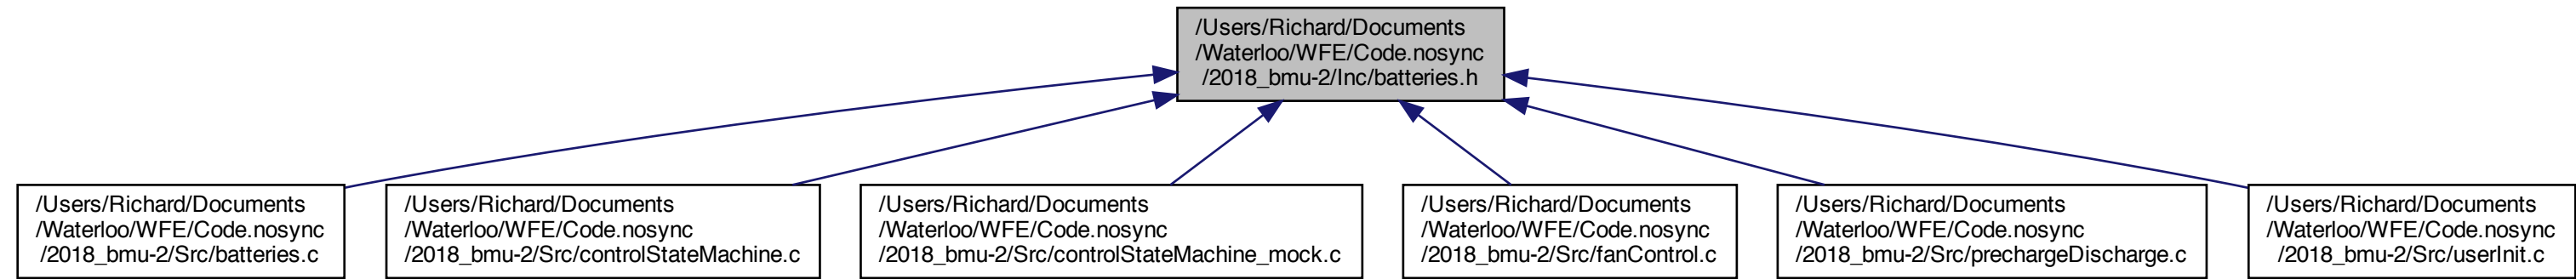 /Users/Richard/Documents
/Waterloo/WFE/Code.nosync
/2018_bmu-2/Inc/batteries.h
/Users/Richard/Documents
/Waterloo/WFE/Code.nosync
/2018_bmu-2/Src/batteries.c
/Users/Richard/Documents
/Waterloo/WFE/Code.nosync
/2018_bmu-2/Src/controlStateMachine.c
/Users/Richard/Documents
/Waterloo/WFE/Code.nosync
/2018_bmu-2/Src/controlStateMachine_mock.c
/Users/Richard/Documents
/Waterloo/WFE/Code.nosync
/2018_bmu-2/Src/fanControl.c
/Users/Richard/Documents
/Waterloo/WFE/Code.nosync
/2018_bmu-2/Src/prechargeDischarge.c
/Users/Richard/Documents
/Waterloo/WFE/Code.nosync
/2018_bmu-2/Src/userInit.c